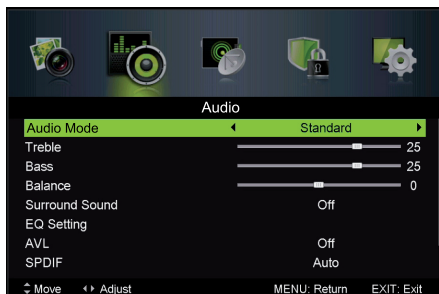 Audio
Audio Mode Standard
Treble 25
Bass 25
Balance 0
Surround Sound Off
EQ Setting
AVL Off
SPDIF Auto
Move Adjust MENU: Return EXIT: Exit